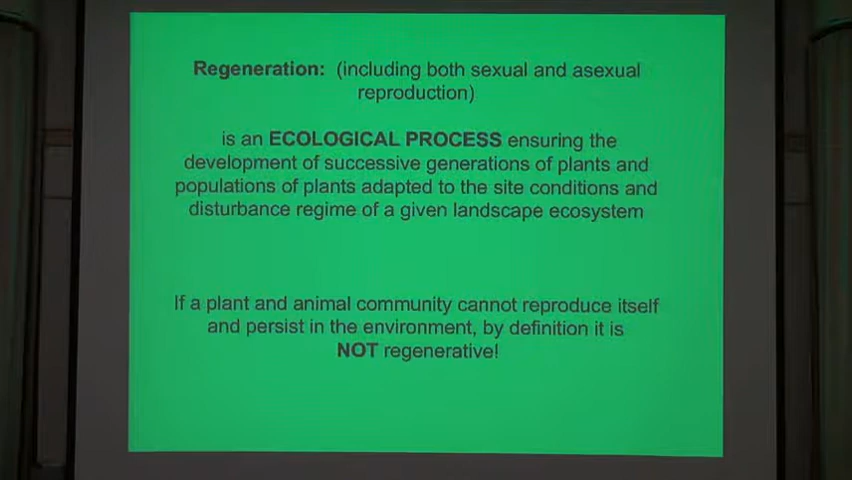 Regeneration: (including both sexual and asexual
reproduction)
is an ECOLOGICAL PROCESS ensuring the
development of successive generations of plants and
populations of plants adapted to the site conditions and
disturbance regime of a given landscape ecosystem
If a plant and animal community cannot reproduce itself
and persist in the environment, by definition it is
NOT regenerative!